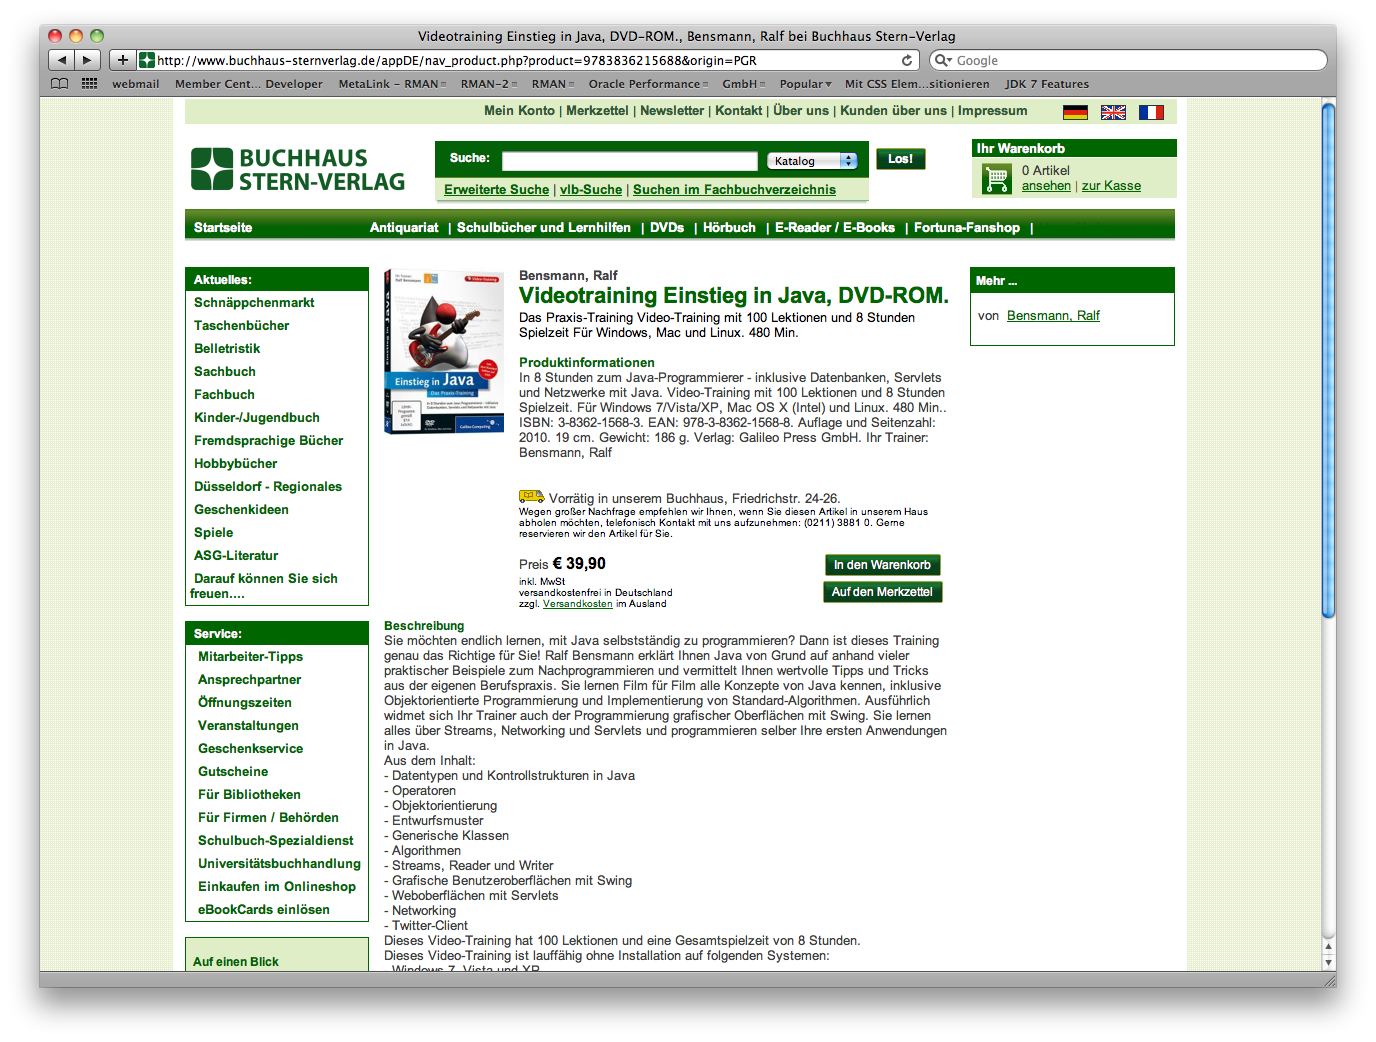 Videotraining Einstieg in Java, DVD-ROM., Bensmann, Ralf bei Buchhaus Stern-Verlag
http://www.buchhaus-sternverlag.de/appDE/nav_product.php?product=9783836215688&origin=PGR
Google
webmail Member Cent... Developer MetaLink - RMAN RMAN-2 RMAN Oracle Performance GmbH Popular Mit CSS Elem...sitionieren JDK 7 Features
Mein Konto | Merkzettel | Newsletter | Kontakt | Über uns | Kunden über uns | Impressum
BUCHHAUS
STERN-VERLAG
Suche: Katalog Los!
Erweiterte Suche | vlb-Suche | Suchen im Fachbuchverzeichnis
Ihr Warenkorb
0 Artikel
ansehen | zur Kasse
Startseite Antiquariat | Schulbücher und Lernhilfen | DVDs | Hörbuch | E-Reader / E-Books | Fortuna-Fanshop |
Aktuelles:
Schnäppchenmarkt
Taschenbücher
Belletristik
Sachbuch
Fachbuch
Kinder-/Jugendbuch
Fremdsprachige Bücher
Hobbybücher
Düsseldorf - Regionales
Geschenkideen
Spiele
ASG-Literatur
Darauf können Sie sich
freuen....
Service:
Mitarbeiter-Tipps
Ansprechpartner
Öffnungszeiten
Veranstaltungen
Geschenkservice
Gutscheine
Für Bibliotheken
Für Firmen / Behörden
Schulbuch-Spezialdienst
Universitätsbuchhandlung
Einkaufen im Onlineshop
eBookCards einlösen
Auf einen Blick
Ralf Bensmann
Video-Training
Einstieg in Java
Einstieg in Java
Das Praxis-Training
Galileo Computing
Bensmann, Ralf
Videotraining Einstieg in Java, DVD-ROM.
Das Praxis-Training Video-Training mit 100 Lektionen und 8 Stunden
Spielzeit Für Windows, Mac und Linux. 480 Min.
Produktinformationen
In 8 Stunden zum Java-Programmierer - inklusive Datenbanken, Servlets
und Netzwerke mit Java. Video-Training mit 100 Lektionen und 8 Stunden
Spielzeit. Für Windows 7/Vista/XP, Mac OS X (Intel) und Linux. 480 Min..
ISBN: 3-8362-1568-3. EAN: 978-3-8362-1568-8. Auflage und Seitenzahl:
2010. 19 cm. Gewicht: 186 g. Verlag: Galileo Press GmbH. Ihr Trainer:
Bensmann, Ralf
Vorrätig in unserem Buchhaus, Friedrichstr. 24-26.
Wegen großer Nachfrage empfehlen wir Ihnen, wenn Sie diesen Artikel in unserem Haus
abholen möchten, telefonisch Kontakt mit uns aufzunehmen: (0211) 3881 0. Gerne
reservieren wir den Artikel für Sie.
Preis € 39,90
inkl. MwSt
versandkostenfrei in Deutschland
zzgl. Versandkosten im Ausland
In den Warenkorb
Auf den Merkzettel
Beschreibung
Sie möchten endlich lernen, mit Java selbstständig zu programmieren? Dann ist dieses Training
genau das Richtige für Sie! Ralf Bensmann erklärt Ihnen Java von Grund auf anhand vieler
praktischer Beispiele zum Nachprogrammieren und vermittelt Ihnen wertvolle Tipps und Tricks
aus der eigenen Berufspraxis. Sie lernen Film für Film alle Konzepte von Java kennen, inklusive
Objektorientierte Programmierung und Implementierung von Standard-Algorithmen. Ausführlich
widmet sich Ihr Trainer auch der Programmierung grafischer Oberflächen mit Swing. Sie lernen
alles über Streams, Networking und Servlets und programmieren selber Ihre ersten Anwendungen
in Java.
Aus dem Inhalt:
- Datentypen und Kontrollstrukturen in Java
- Operatoren
- Objektorientierung
- Entwurfsmuster
- Generische Klassen
- Algorithmen
- Streams, Reader und Writer
- Grafische Benutzeroberflächen mit Swing
- Weboberflächen mit Servlets
- Networking
- Twitter-Client
Dieses Video-Training hat 100 Lektionen und eine Gesamtspielzeit von 8 Stunden.
Dieses Video-Training ist lauffähig ohne Installation auf folgenden Systemen:
- Windows 7, Vista und XP
Mehr ...
von Bensmann, Ralf